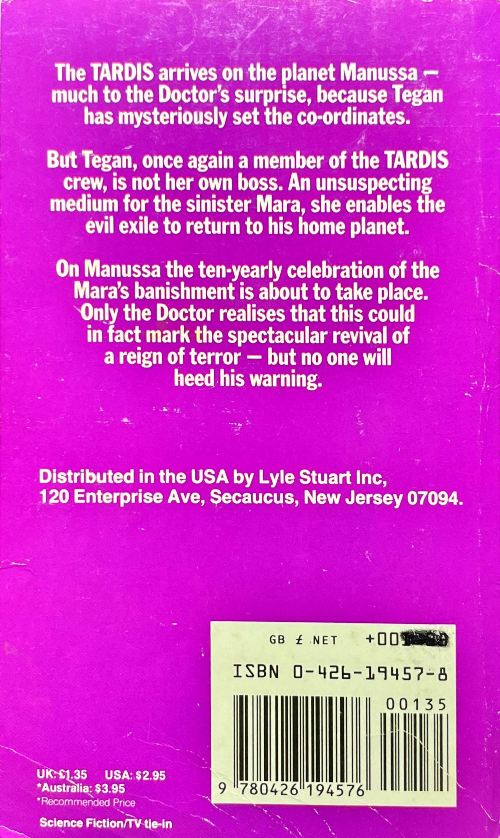 The TARDIS arrives on the planet Manussa —
much to the Doctor's surprise, because Tegan
has mysteriously set the co-ordinates.
But Tegan, once again a member of the TARDIS
crew, is not her own boss. An unsuspecting
medium for the sinister Mara, she enables the
evil exile to return to his home planet.
On Manussa the ten-yearly celebration of the
Mara's banishment is about to take place.
Only the Doctor realises that this could
in fact mark the spectacular revival of
a reign of terror — but no one will
heed his warning.
Distributed in the USA by Lyle Stuart Inc,
120 Enterprise Ave, Secaucus, New Jersey 07094.
GB £ NET +00
ISBN 0-426-19457-8
00135
9 780426 194576
UK: £1.35 USA: $2.95
*Australia: $3.95
*Recommended Price
Science Fiction/TV tie-in